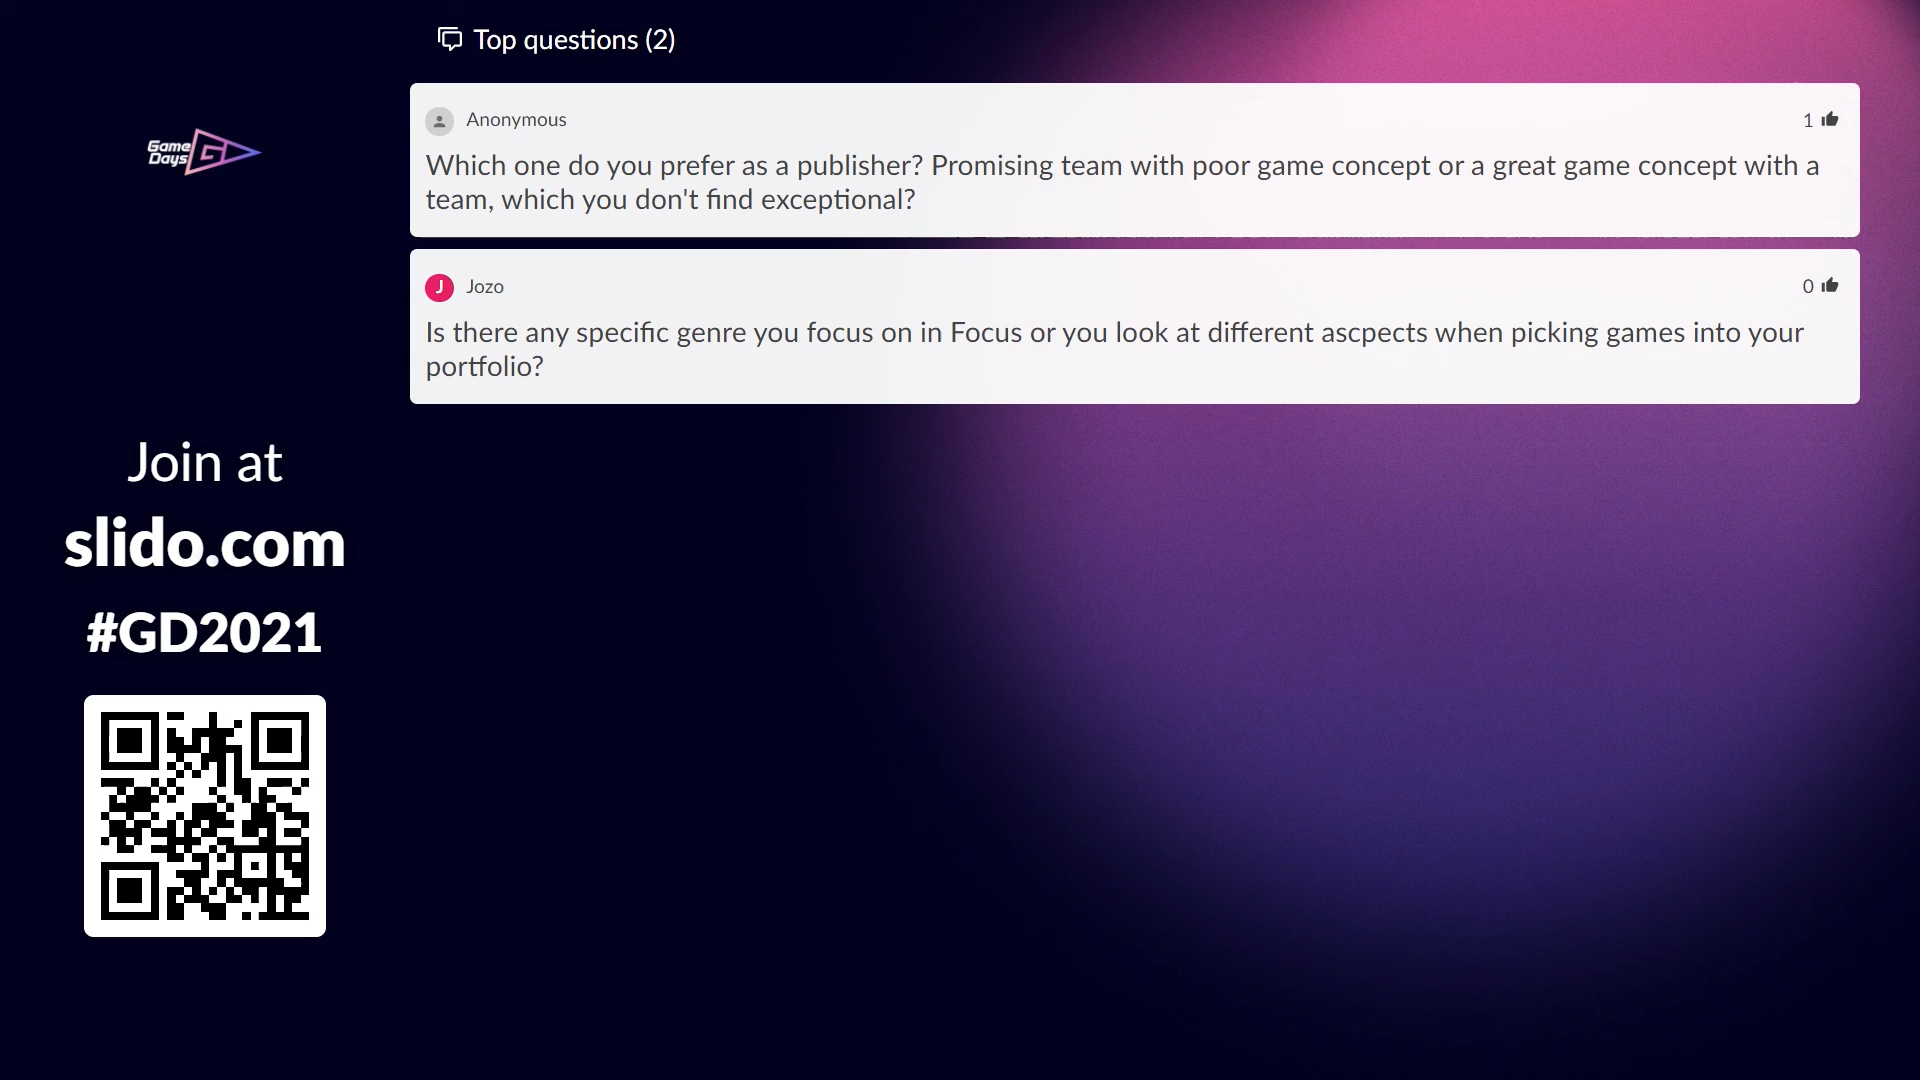 Top questions (2)
Game
Days
G
Anonymous
1
Which one do you prefer as a publisher? Promising team with poor game concept or a great game concept with a
team, which you don't find exceptional?
J
Jozo
0
Is there any specific genre you focus on in Focus or you look at different ascpects when picking games into your
portfolio?
Join at
slido.com
#GD2021